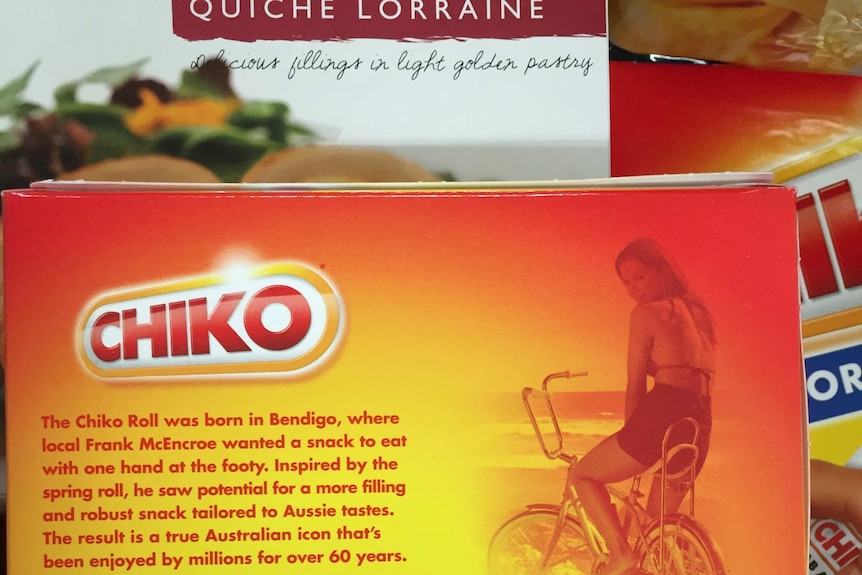 QUICHE LORRAINE
Delicious fillings in light golden pastry
CHIKO
The Chiko Roll was born in Bendigo, where
local Frank McEncroe wanted a snack to eat
with one hand at the footy. Inspired by the
spring roll, he saw potential for a more filling
and robust snack tailored to Aussie tastes.
The result is a true Australian icon that's
been enjoyed by millions for over 60 years.
OR
CHI